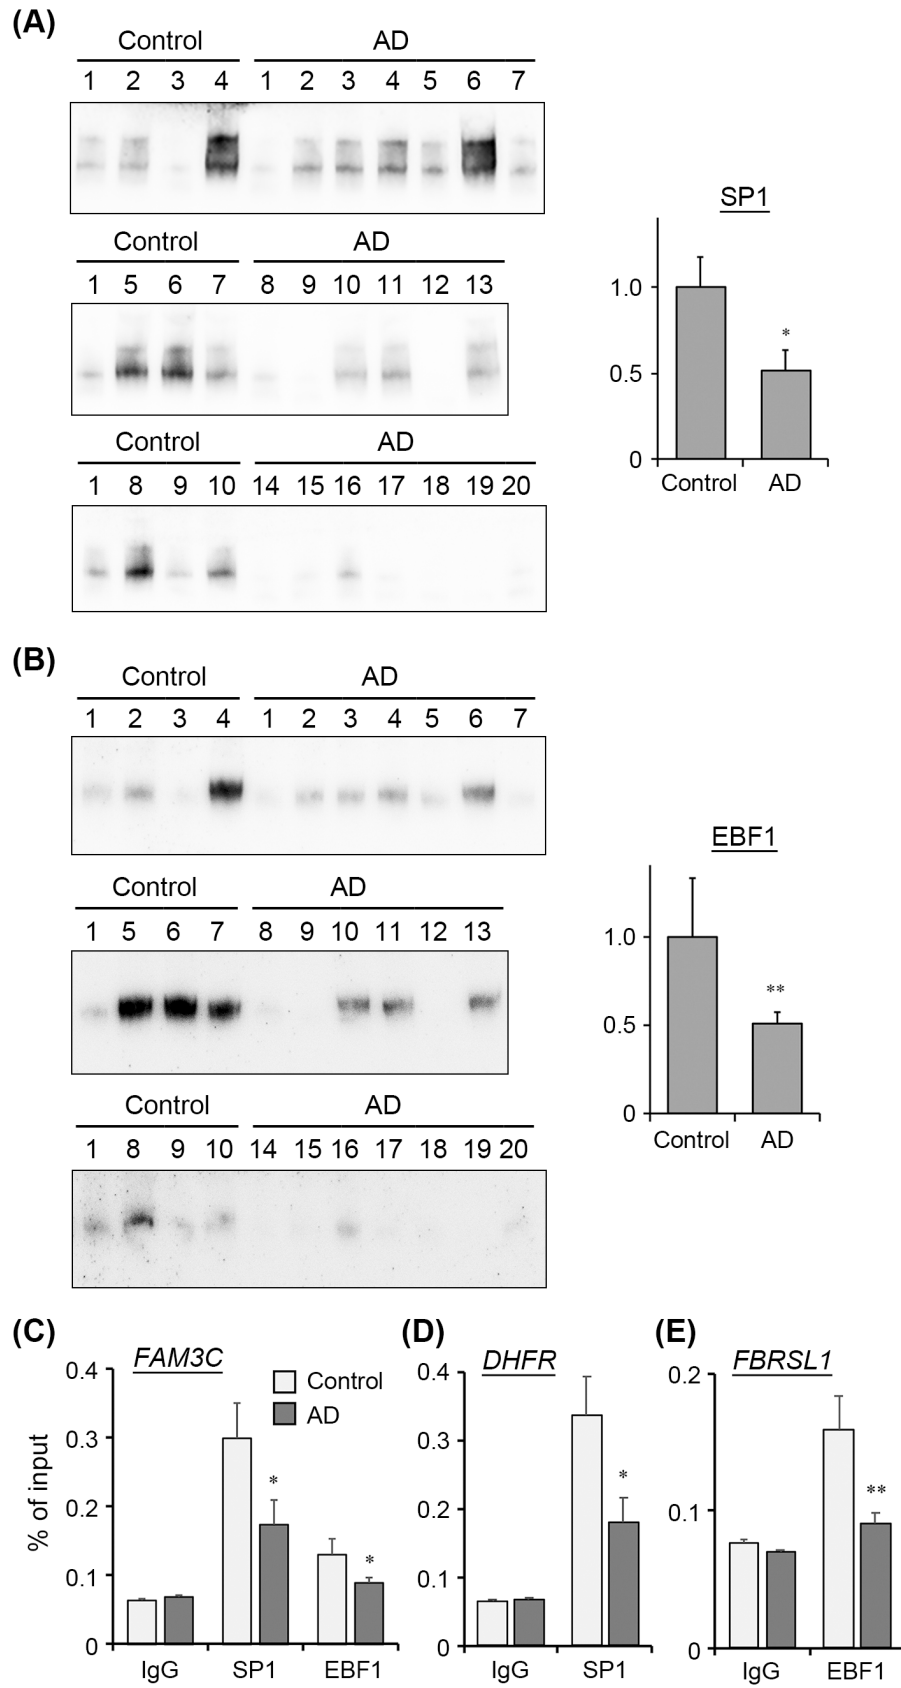 (A)
Control AD
1 2 3 4 1 2 3 4 5 6 7
Control AD
1 5 6 7 8 9 10 11 12 13
Control AD
1 8 9 10 14 15 16 17 18 19 20
SP1
1.0
*
0.5
0
Control AD
(B)
Control AD
1 2 3 4 1 2 3 4 5 6 7
Control AD
1 5 6 7 8 9 10 11 12 13
Control AD
1 8 9 10 14 15 16 17 18 19 20
EBF1
1.0
**
0.5
0
Control AD
(C)
FAM3C
Control
AD
% of input
0.4
0.3
0.2
0.1
0
*
*
IgG SP1 EBF1
(D)
DHFR
0.4
0.3
0.2
0.1
0
*
IgG SP1
(E)
FBRSL1
0.2
0.1
0
**
IgG EBF1